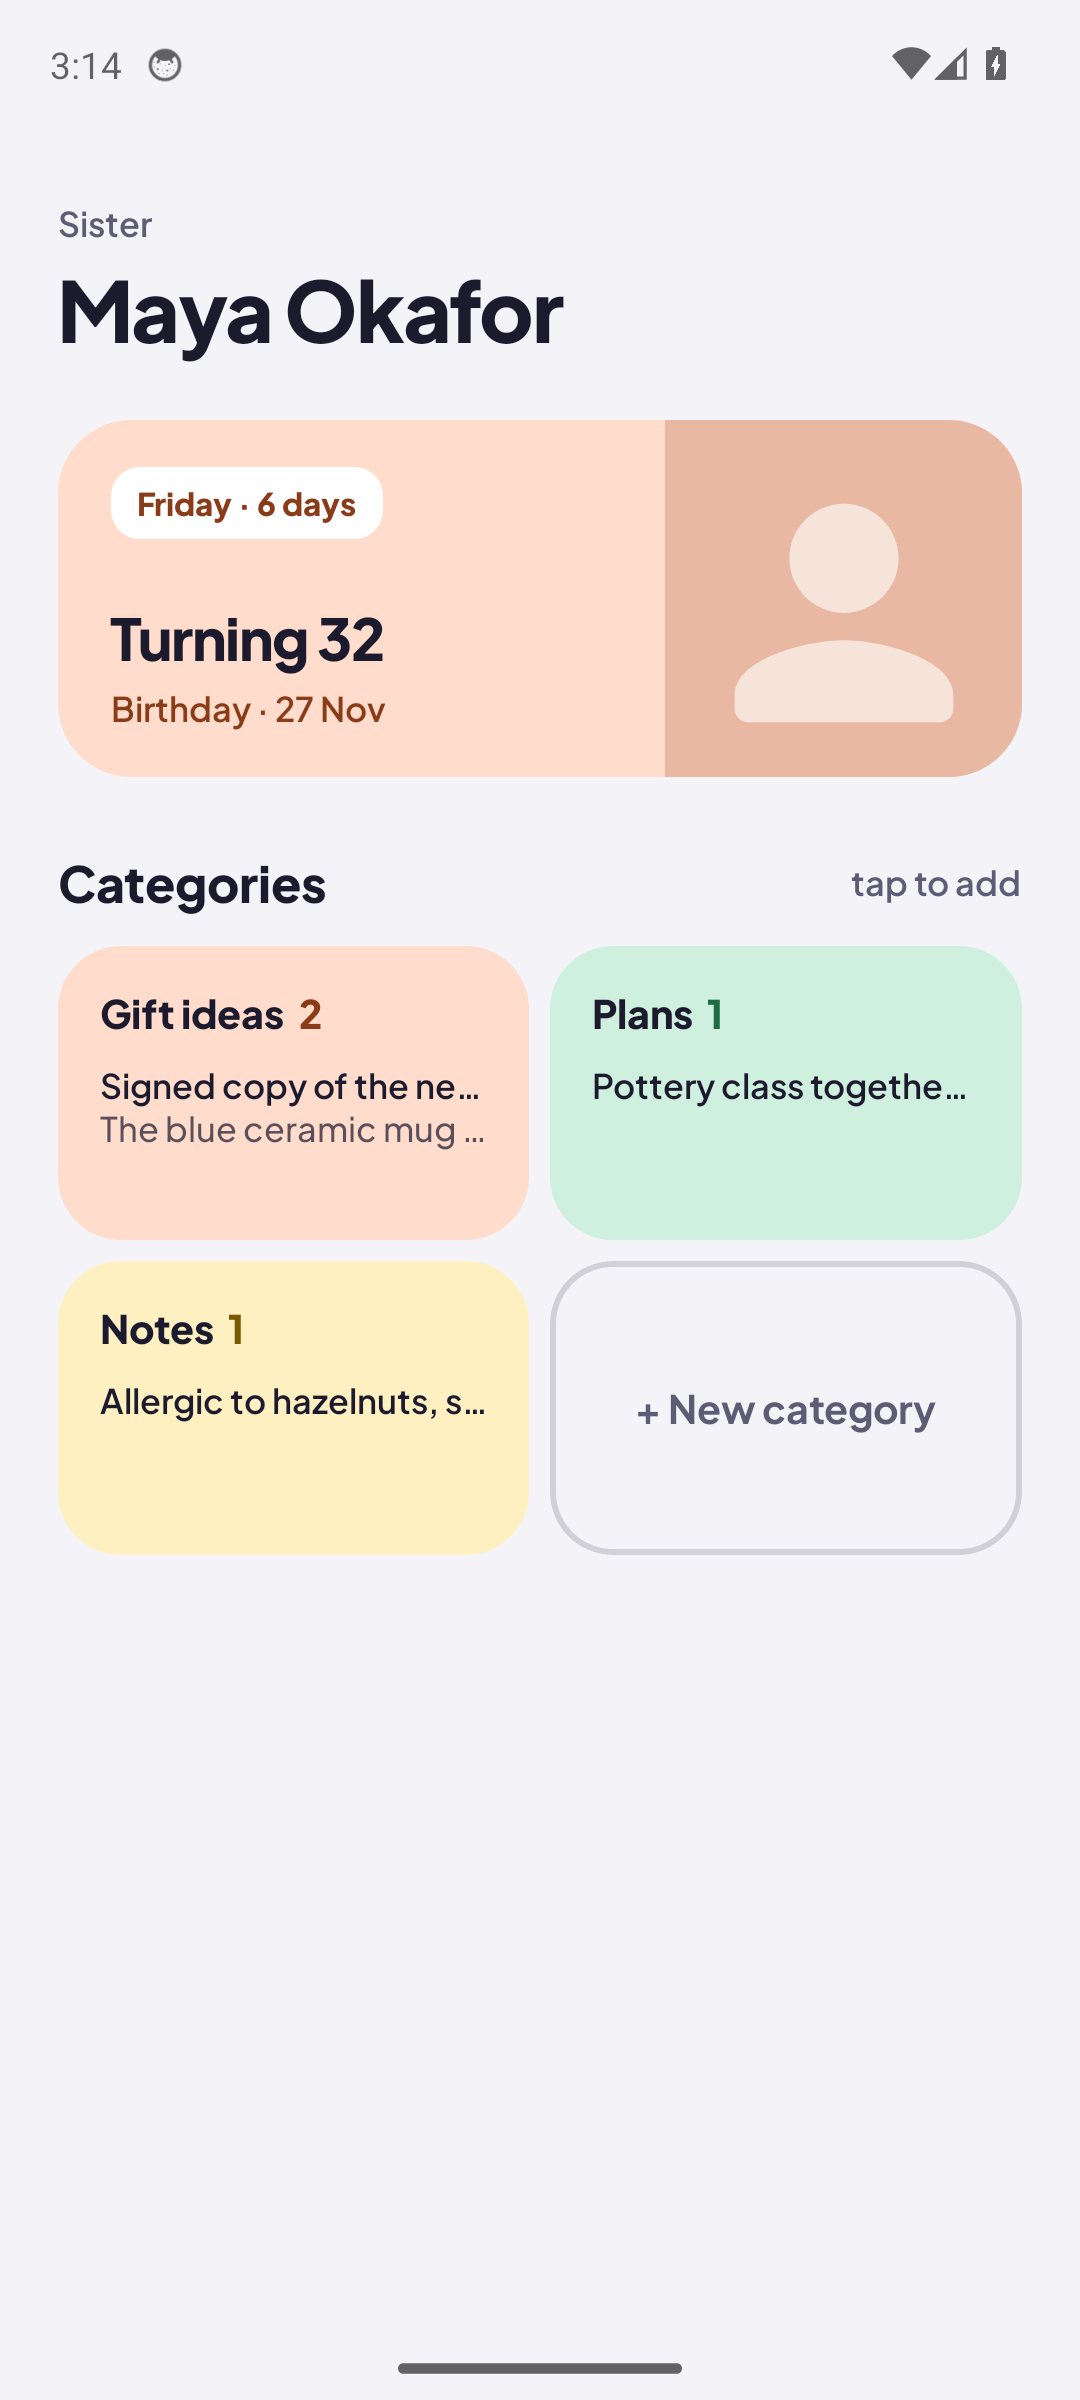 3:14
Sister
Maya Okafor
Friday · 6 days
Turning 32
Birthday · 27 Nov
Categories
tap to add
Gift ideas 2
Signed copy of the ne...
The blue ceramic mug ...
Plans 1
Pottery class togethe...
Notes 1
Allergic to hazelnuts, s...
+ New category